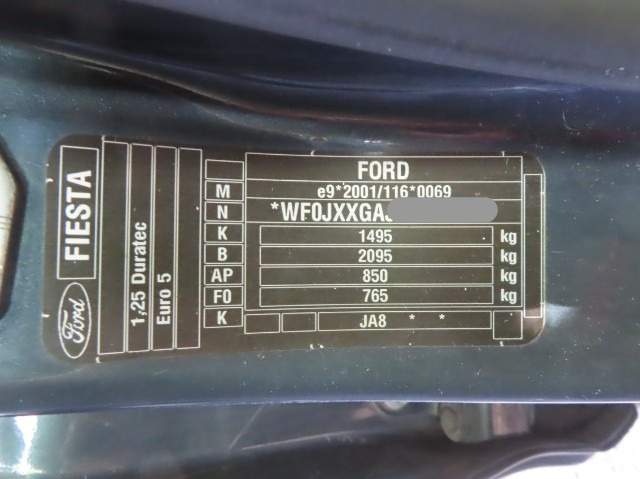 FORD
M e9*2001/116*0069
N *WF0JXXGA
K 1495 kg
B 2095 kg
AP 850 kg
F0 765 kg
K JA8 * *
Ford
FIESTA
1,25 Duratec
Euro 5